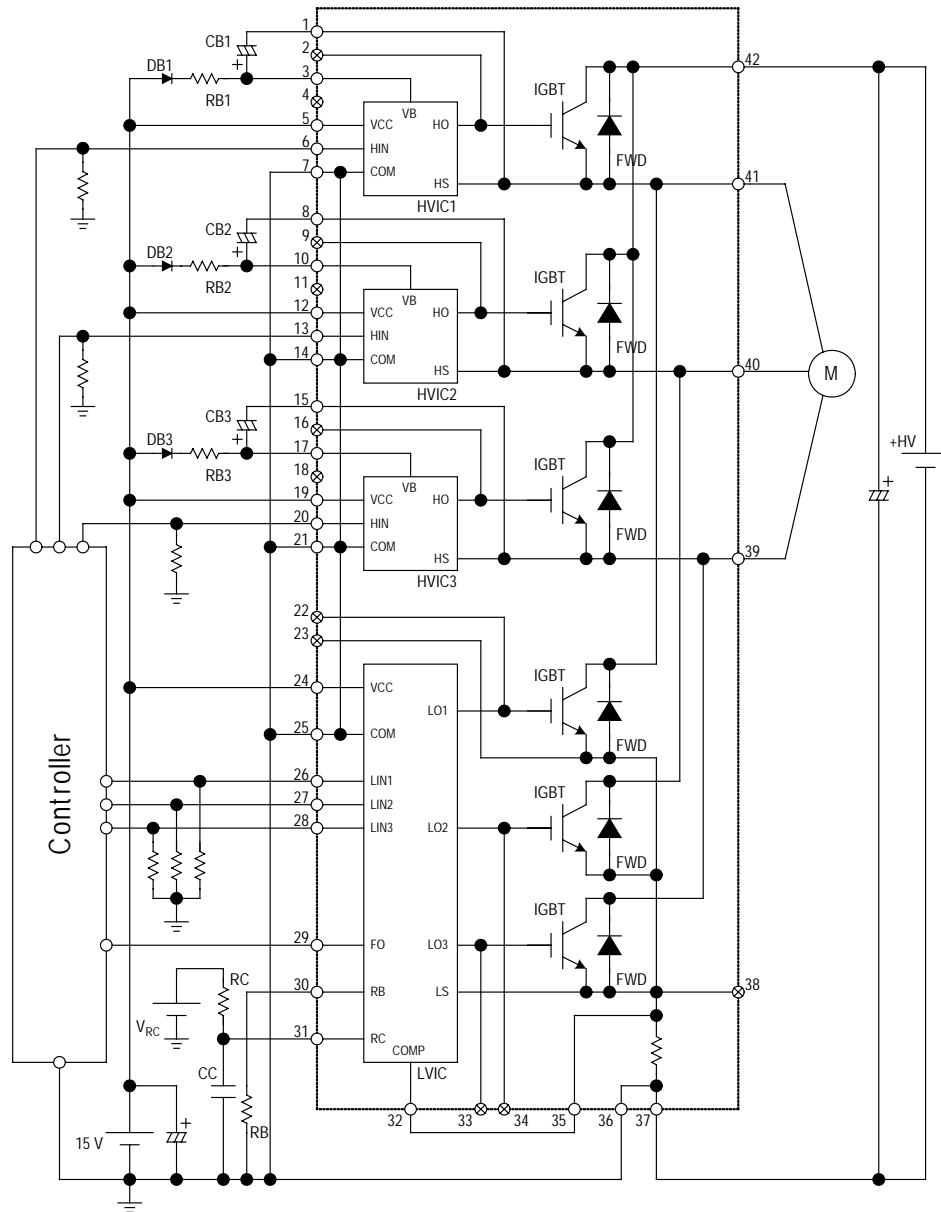 1
CB1
2
+
DB1
3
42
IGBT
RB1
4
VB
5
VCC
HO
6
HIN
FWD
7
COM
41
HS
HVIC1
8
CB2
9
+
DB2
10
IGBT
RB2
11
VB
12
VCC
HO
13
HIN
FWD
14
COM
40
M
HS
HVIC2
15
CB3
16
+
DB3
17
IGBT
+HV
RB3
18
VB
+
19
VCC
HO
20
HIN
FWD
21
COM
39
HS
HVIC3
22
23
IGBT
24
VCC
LO1
25
COM
FWD
Controller
26
LIN1
IGBT
27
LIN2
28
LIN3
LO2
FWD
IGBT
29
FO
LO3
RC
FWD
30
RB
LS
38
VRC
31
RC
COMP
CC
LVIC
RB
32
33
34
35
36
37
+
15 V